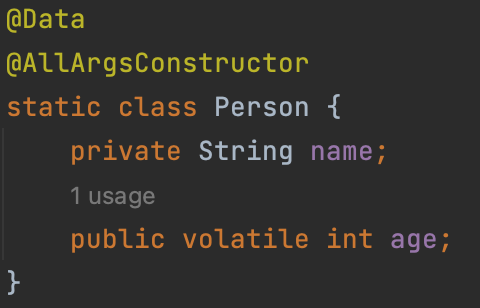 @Data
@AllArgsConstructor
static class Person {
private String name;
1 usage
public volatile int age;
}